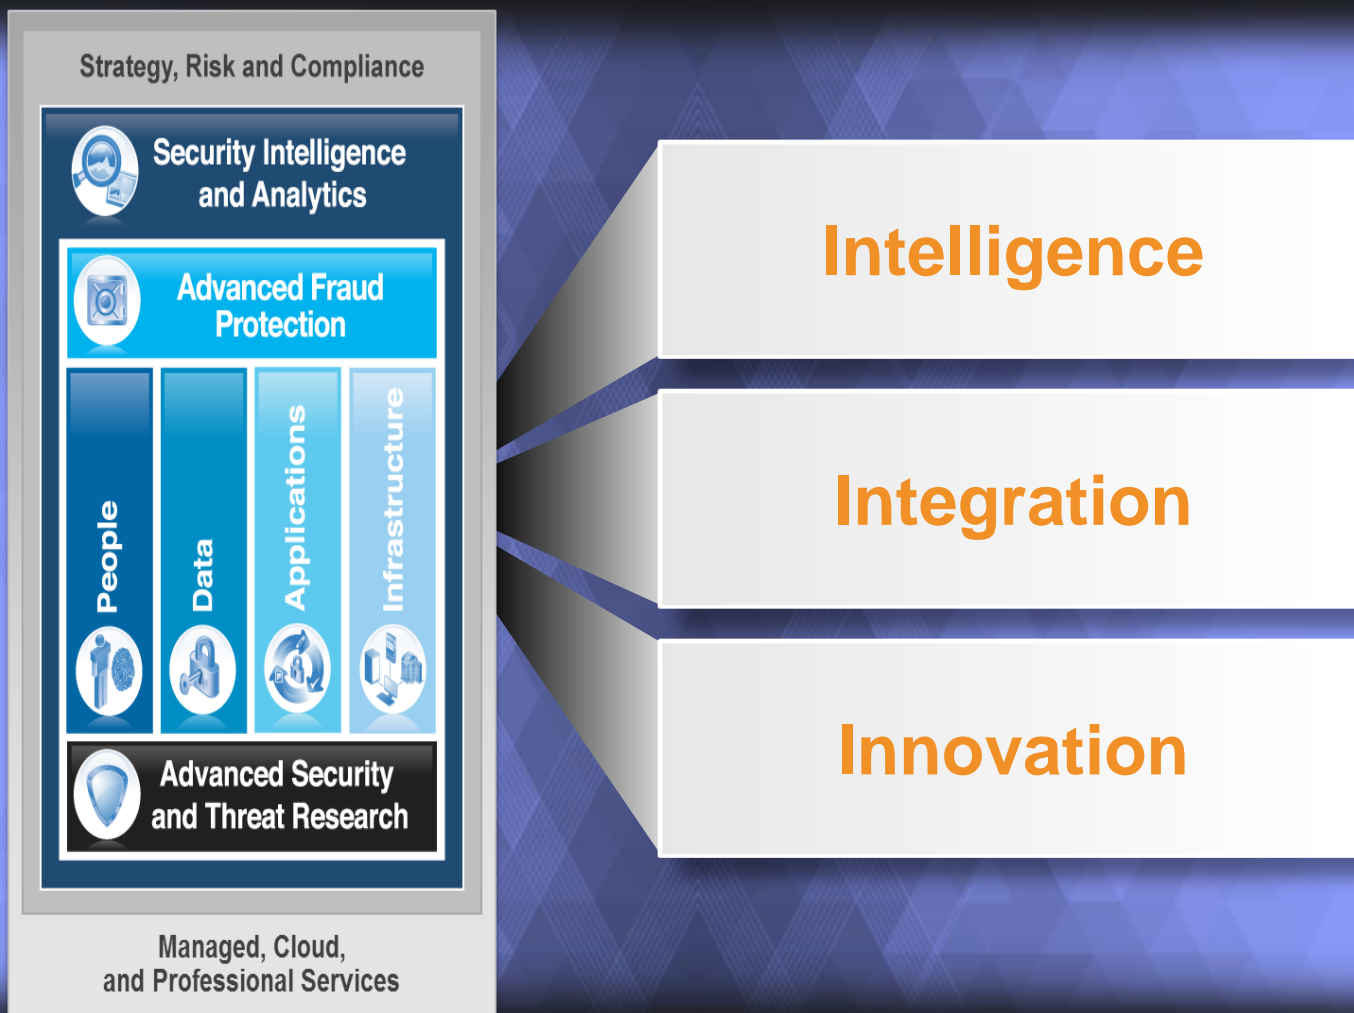 Strategy, Risk and Compliance
Security Intelligence
and Analytics
Advanced Fraud
Protection
People
Data
Applications
Infrastructure
Advanced Security
and Threat Research
Managed, Cloud,
and Professional Services
Intelligence
Integration
Innovation